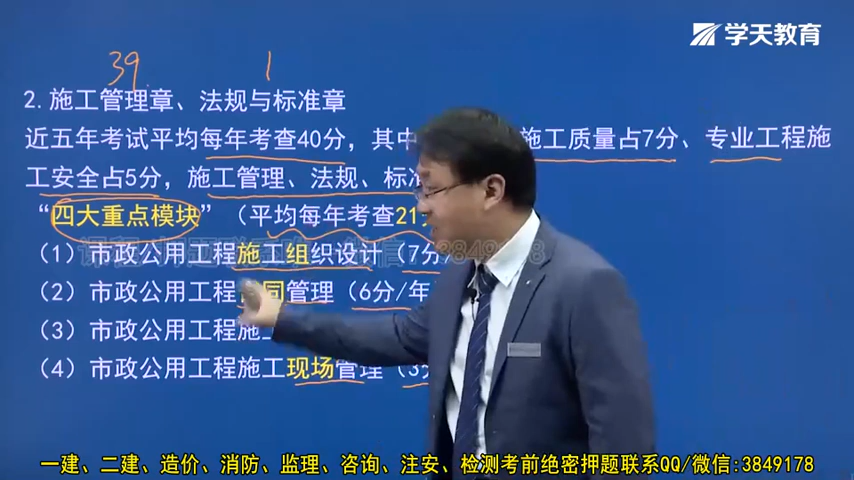 学天教育
39 1
2.施工管理章、法规与标准章
近五年考试平均每年考查40分，其中 施工质量占7分、专业工程施
工安全占5分，施工管理、法规、标
“四大重点模块”（平均每年考查21
（1）市政公用工程施工组织设计（7分/
（2）市政公用工程 同管理（6分/年
（3）市政公用工程施
（4）市政公用工程施工现场管理（3
一建、二建、造价、消防、监理、咨询、注安、检测考前绝密押题联系QQ/微信:3849178